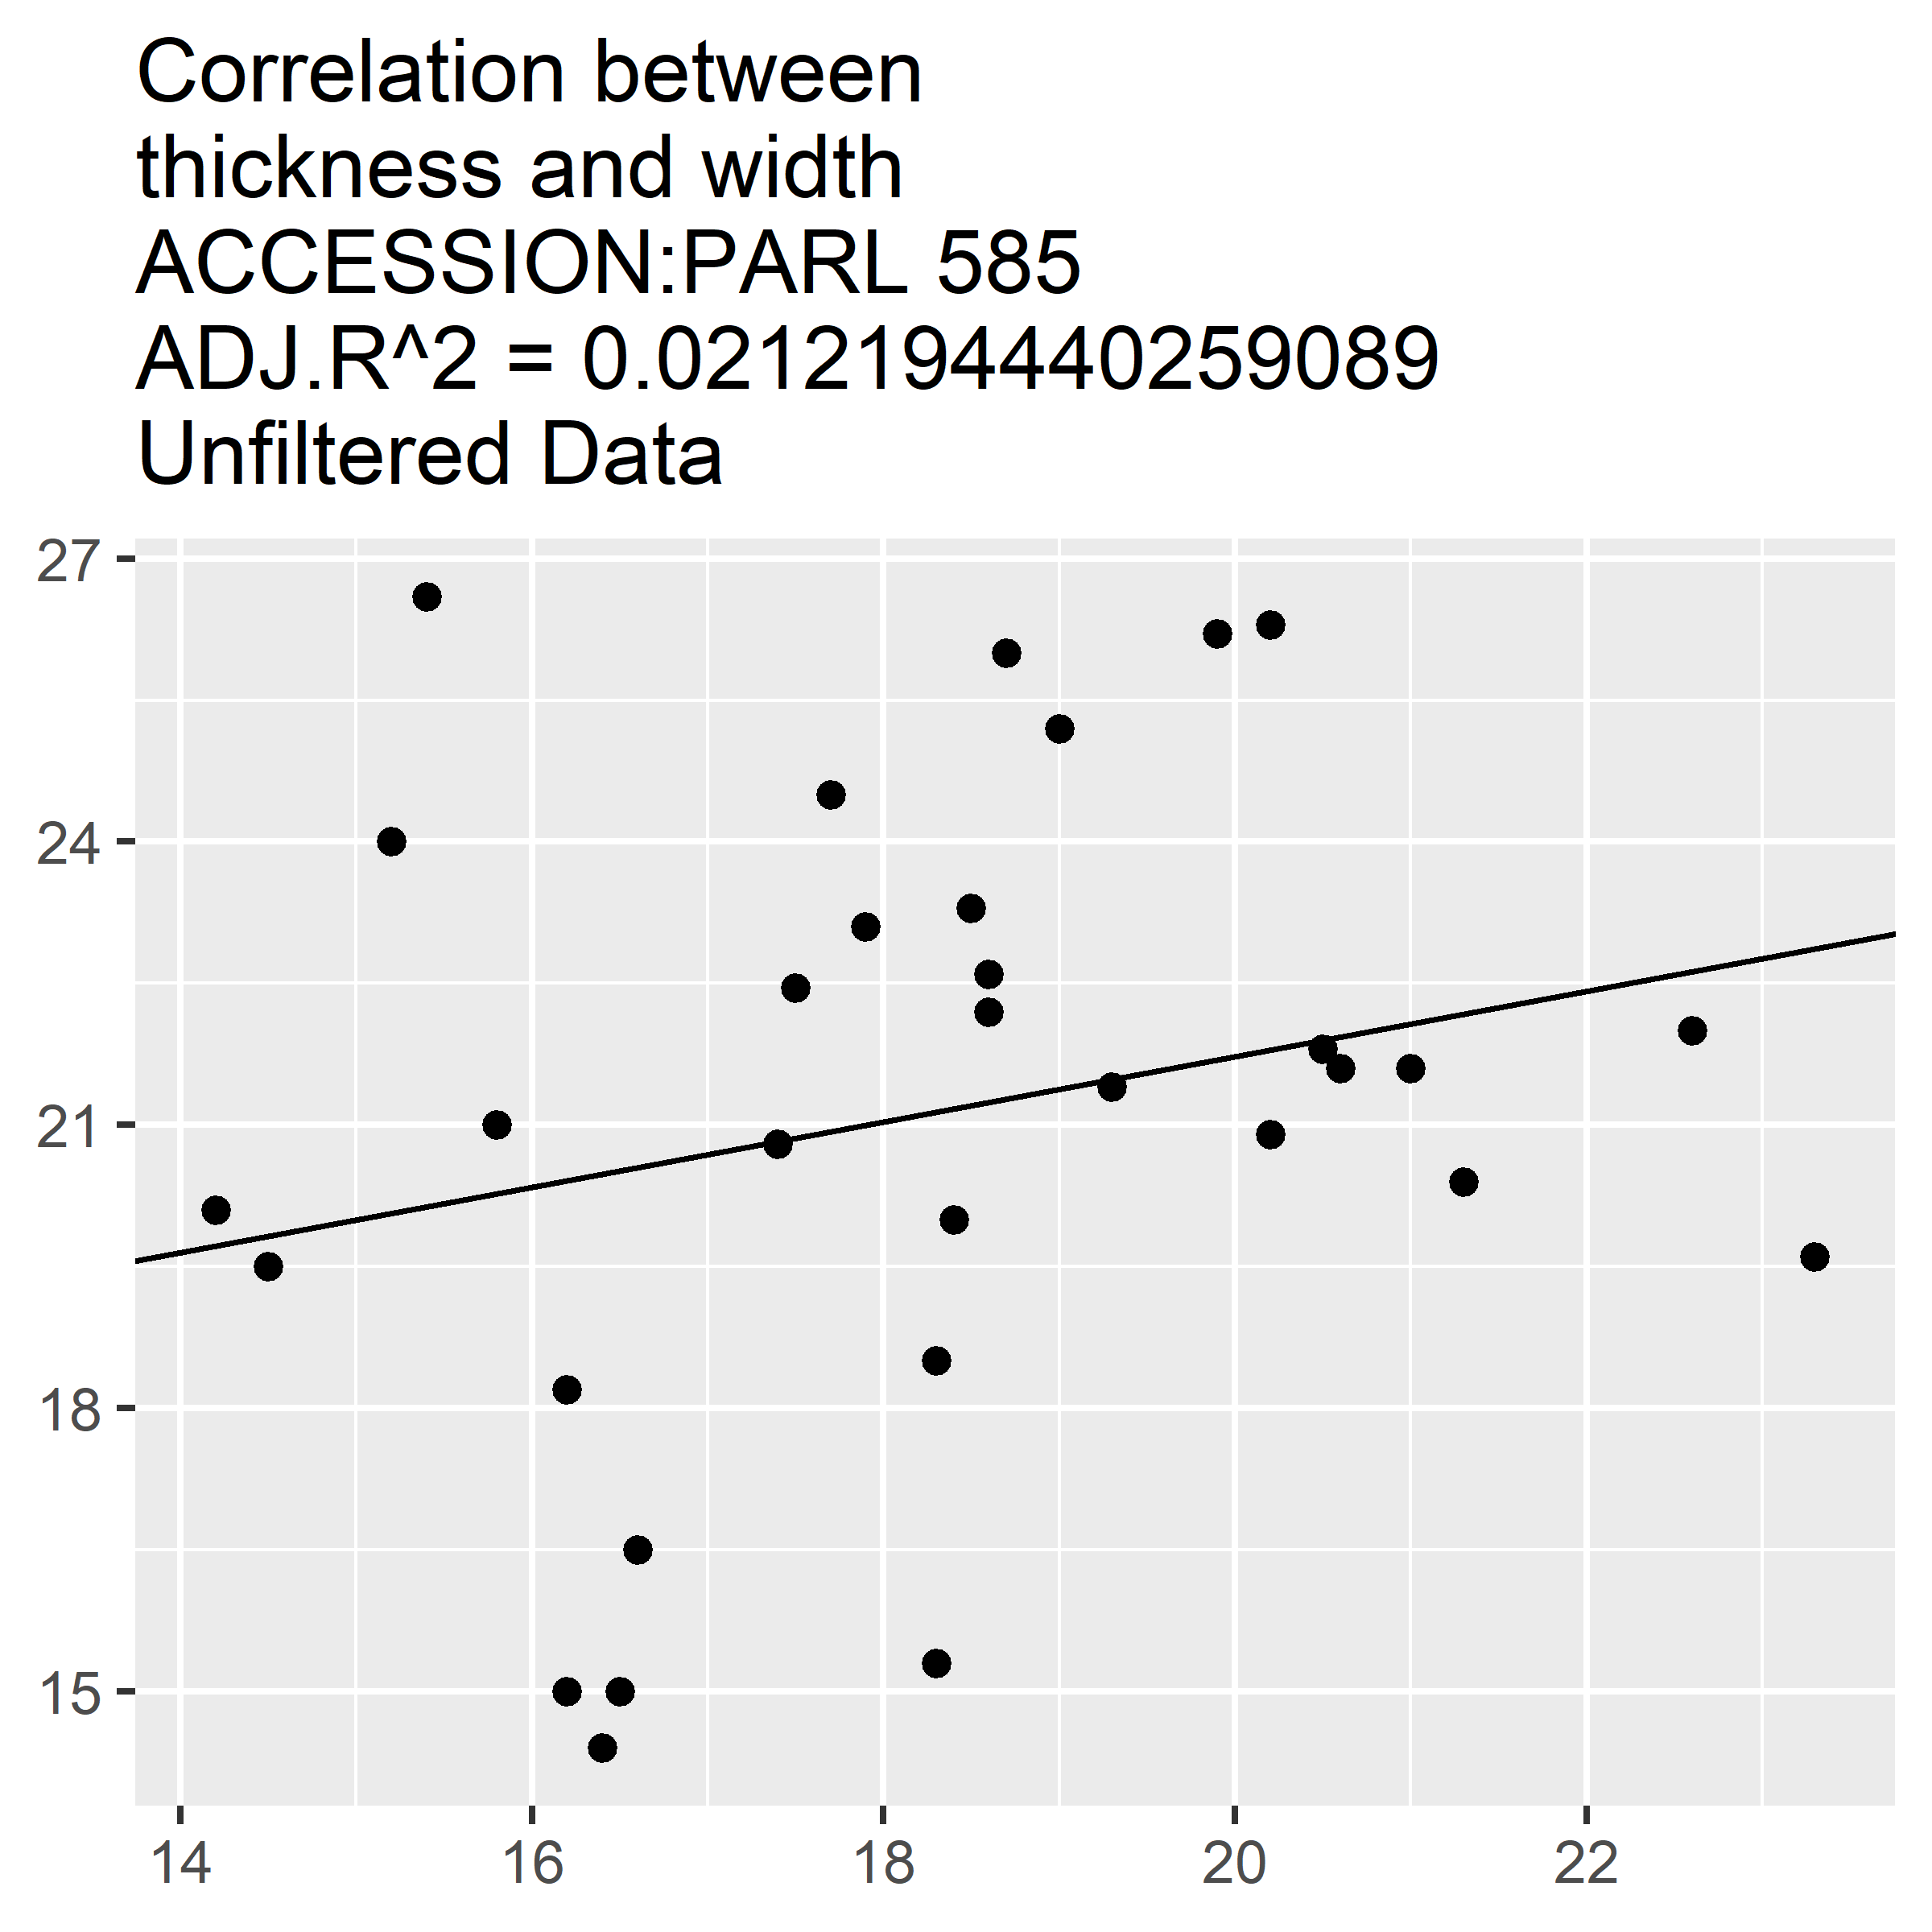 Correlation between
thickness and width
ACCESSION:PARL 585
ADJ.R^2 = 0.0212194440259089
Unfiltered Data
27
24
21
18
15
14 16 18 20 22